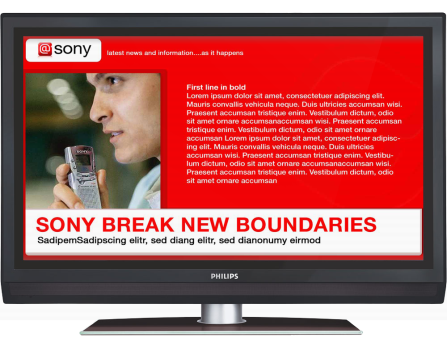 @sony
latest news and information....as it happens
First line in bold
Lorem ipsum dolor sit amet, consectetuer adipiscing elit.
Mauris convallis vehicula neque. Duis ultricies accumsan wisi.
Praesent accumsan tristique enim. Vestibulum dictum, odio
sit amet ornare accumsanaccumsan wisi. Praesent accumsan
tristique enim. Vestibulum dictum, odio sit amet ornare
accumsan Lorem ipsum dolor sit amet, consectetuer adipisc-
ing elit. Mauris convallis vehicula neque. Duis ultricies
accumsan wisi. Praesent accumsan tristique enim. Vestibu-
lum dictum, odio sit amet ornare accumsanaccumsan wisi.
Praesent accumsan tristique enim. Vestibulum dictum, odio
sit amet ornare accumsan
SONY
SONY BREAK NEW BOUNDARIES
SadipemSadipscing elitr, sed diang elitr, sed dianonumy eirmod
PHILIPS